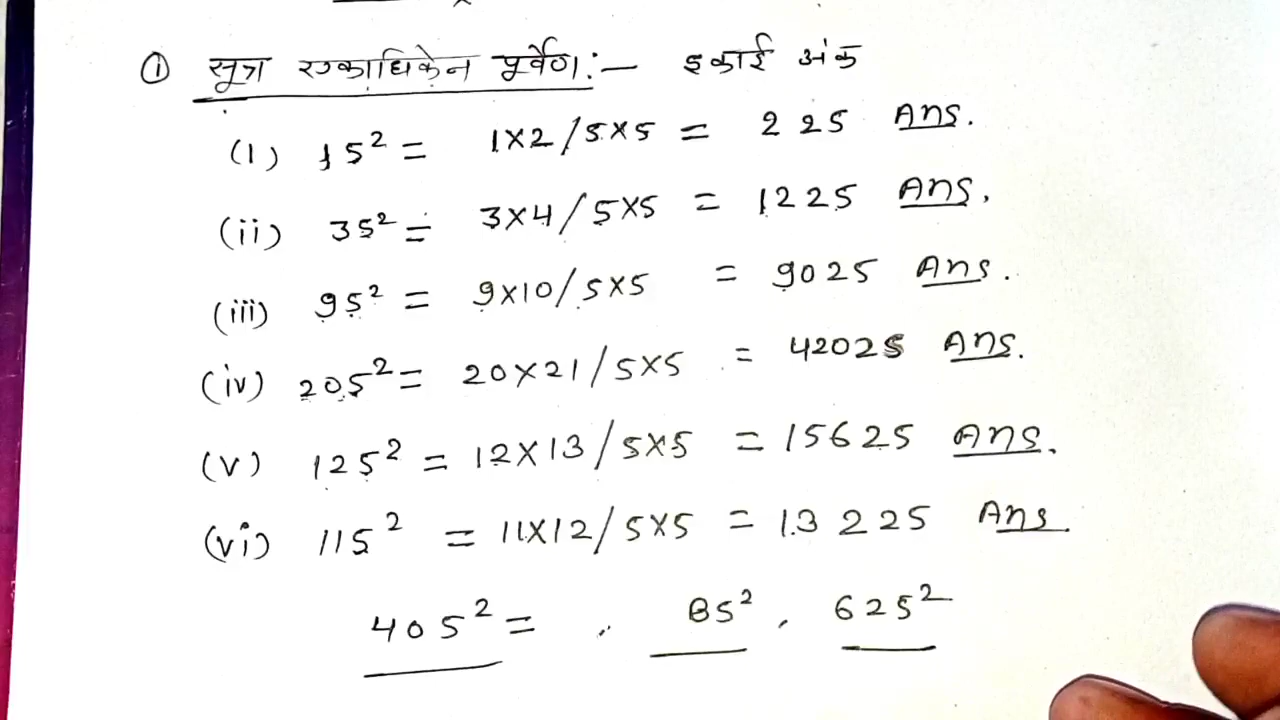 ① सूत्र एकाधिकेन पूर्वेण:— इकाई अंक
(i) 15² = 1×2/5×5 = 225 Ans.
(ii) 35² = 3×4/5×5 = 1225 Ans.
(iii) 95² = 9×10/5×5 = 9025 Ans.
(iv) 205² = 20×21/5×5 = 42025 Ans.
(v) 125² = 12×13/5×5 = 15625 Ans.
(vi) 115² = 11×12/5×5 = 13225 Ans.
405² = , 85², 625²